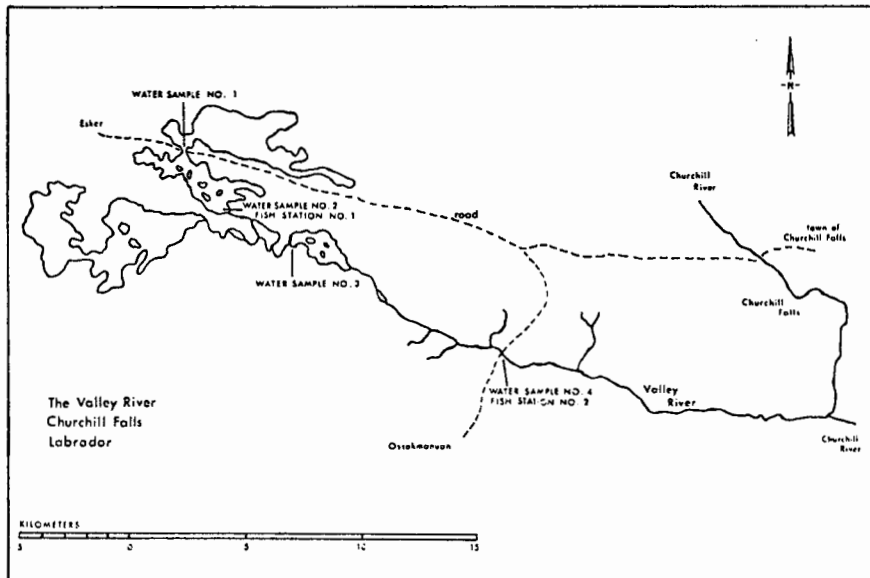 WATER SAMPLE NO. 1
N
Esker
Churchill
River
WATER SAMPLE NO. 2
FISH STATION NO. 1
road
town of
Churchill Falls
WATER SAMPLE NO. 3
Churchill
Falls
WATER SAMPLE NO. 4
FISH STATION NO. 2
Valley
River
The Valley River
Churchill Falls
Labrador
Ossokmanuan
Churchill
River
KILOMETERS
5 0 5 10 15